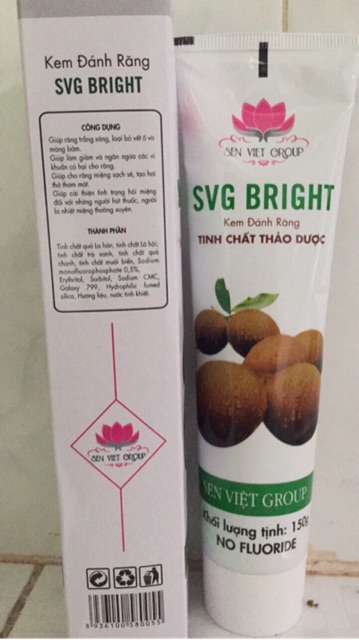 Kem Đánh Răng
SVG BRIGHT
CÔNG DỤNG
Giúp răng trắng sáng, loại bỏ vết ố và
mảng bám.
Giúp làm giảm và ngăn ngừa các vi
khuẩn có hại cho răng.
Giúp cho răng miệng sạch sẽ, tạo hơi
thở thơm mát.
Giúp cải thiện tình trạng hôi miệng
đối với những người hút thuốc, người
bị nhiệt miệng thường xuyên.
THÀNH PHẦN
Tinh chất quả La hán, tinh chất Lô hội;
tinh chất trà xanh, tinh chất quả
chanh, tinh chất muối biển, Sodium
monofluorophosphate 0,5%,
Erythritol, Sorbitol, Sodium CMC,
Galaxy 799, Hydrophilic fumed
silica, Hương liệu, nước tinh khiết.
SEN VIET GROUP
8 936100 580055
SEN VIET GROUP
SVG BRIGHT
Kem Đánh Răng
TINH CHẤT THẢO DƯỢC
SEN VIỆT GROUP
Khối lượng tịnh: 150g
NO FLUORIDE